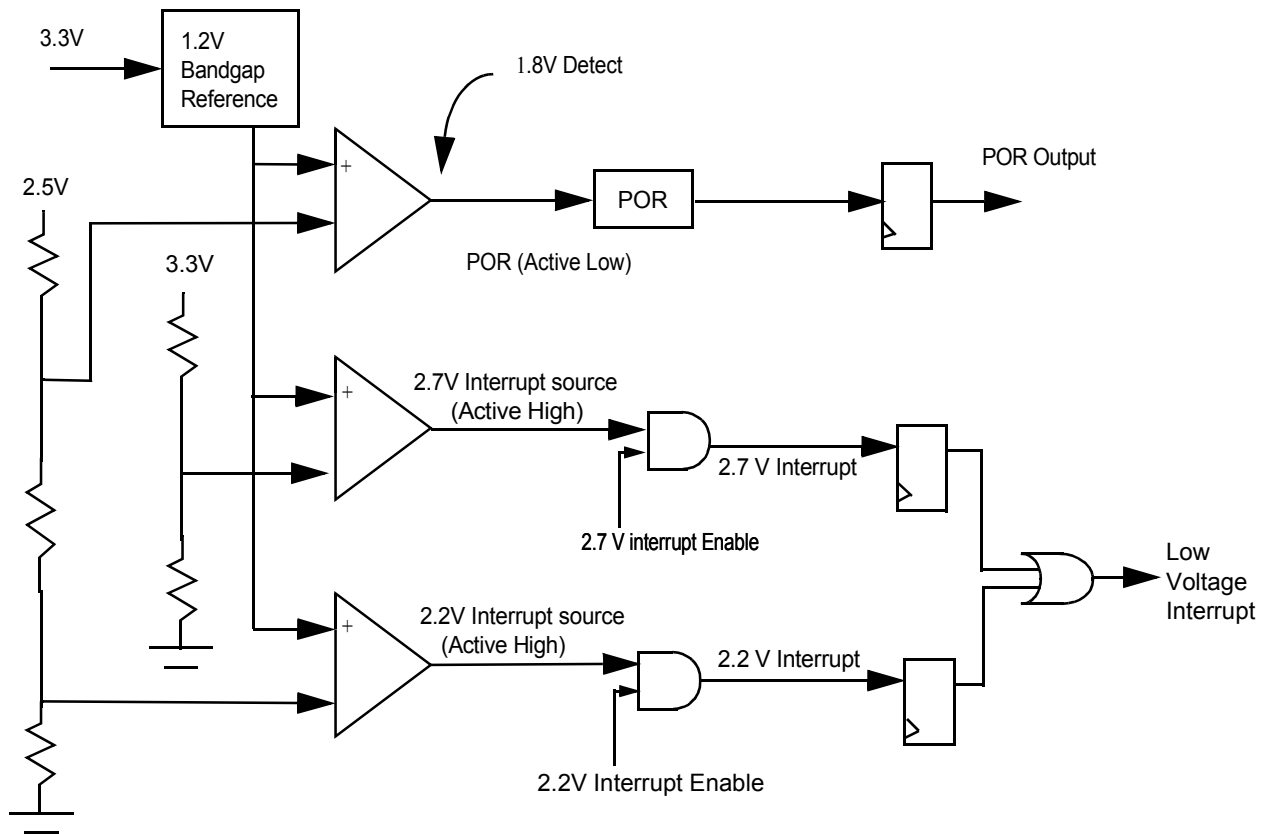 3.3V
1.2V
Bandgap
Reference
1.8V Detect
+
POR Output
2.5V
POR
3.3V
POR (Active Low)
2.7V Interrupt source
(Active High)
+
2.7 V Interrupt
2.7 V interrupt Enable
Low
Voltage
Interrupt
2.2V Interrupt source
(Active High)
+
2.2 V Interrupt
2.2V Interrupt Enable